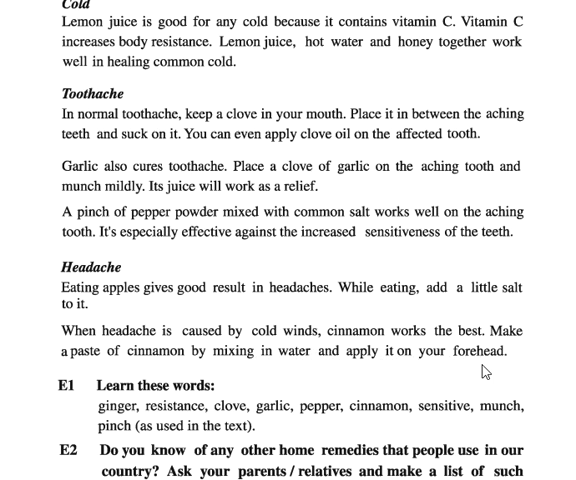 Cold
Lemon juice is good for any cold because it contains vitamin C. Vitamin C
increases body resistance. Lemon juice, hot water and honey together work
well in healing common cold.
Toothache
In normal toothache, keep a clove in your mouth. Place it in between the aching
teeth and suck on it. You can even apply clove oil on the affected tooth.
Garlic also cures toothache. Place a clove of garlic on the aching tooth and
munch mildly. Its juice will work as a relief.
A pinch of pepper powder mixed with common salt works well on the aching
tooth. It's especially effective against the increased sensitiveness of the teeth.
Headache
Eating apples gives good result in headaches. While eating, add a little salt
to it.
When headache is caused by cold winds, cinnamon works the best. Make
a paste of cinnamon by mixing in water and apply it on your forehead.
E1 Learn these words:
ginger, resistance, clove, garlic, pepper, cinnamon, sensitive, munch,
pinch (as used in the text).
E2 Do you know of any other home remedies that people use in our
country? Ask your parents / relatives and make a list of such